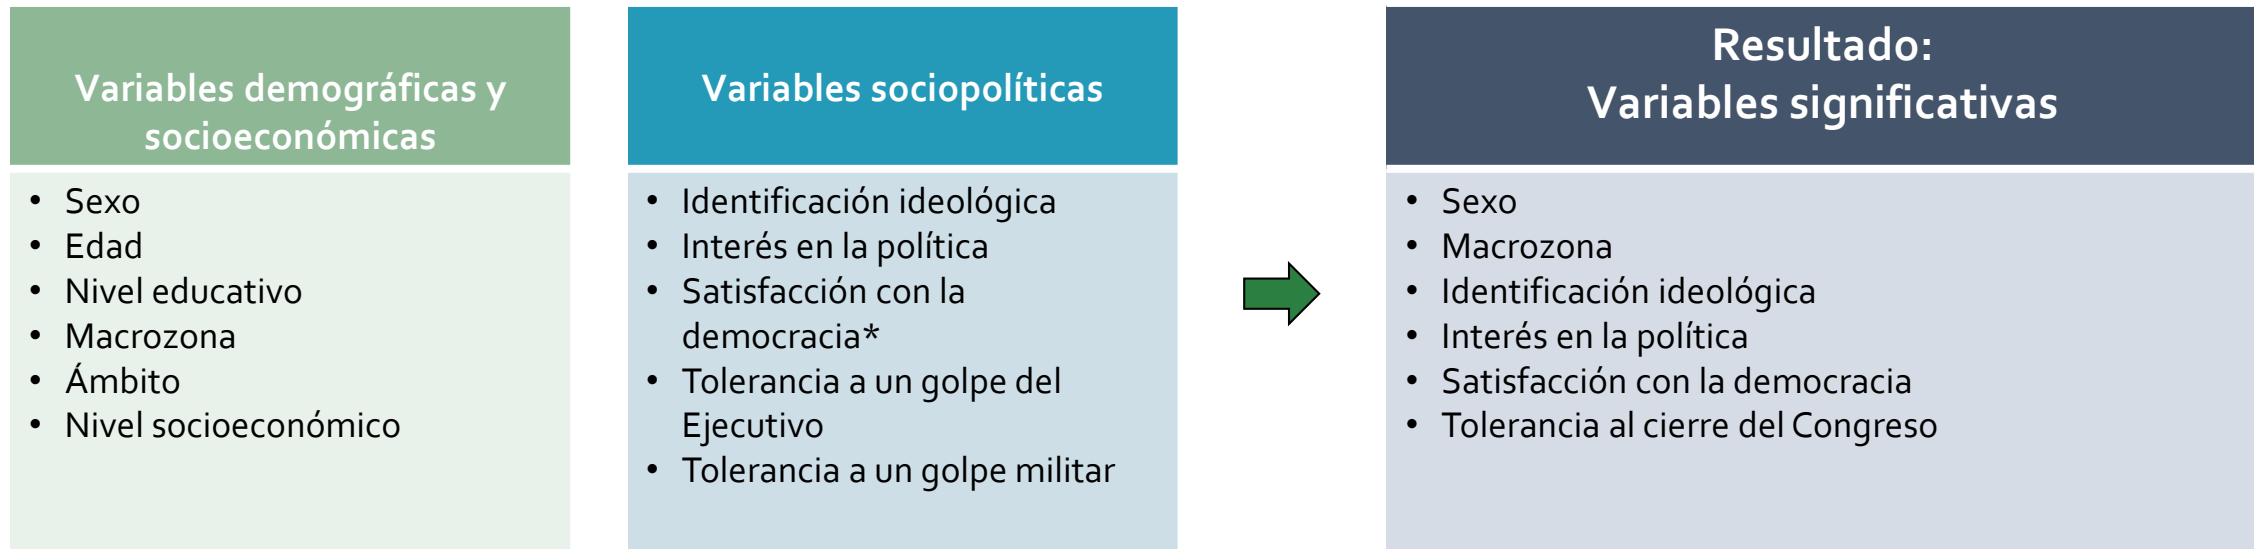 Variables demográficas y
socioeconómicas
• Sexo
• Edad
• Nivel educativo
• Macrozona
• Ámbito
• Nivel socioeconómico
Variables sociopolíticas
• Identificación ideológica
• Interés en la política
• Satisfacción con la
democracia*
• Tolerancia a un golpe del
Ejecutivo
• Tolerancia a un golpe militar
Resultado:
Variables significativas
• Sexo
• Macrozona
• Identificación ideológica
• Interés en la política
• Satisfacción con la democracia
• Tolerancia al cierre del Congreso